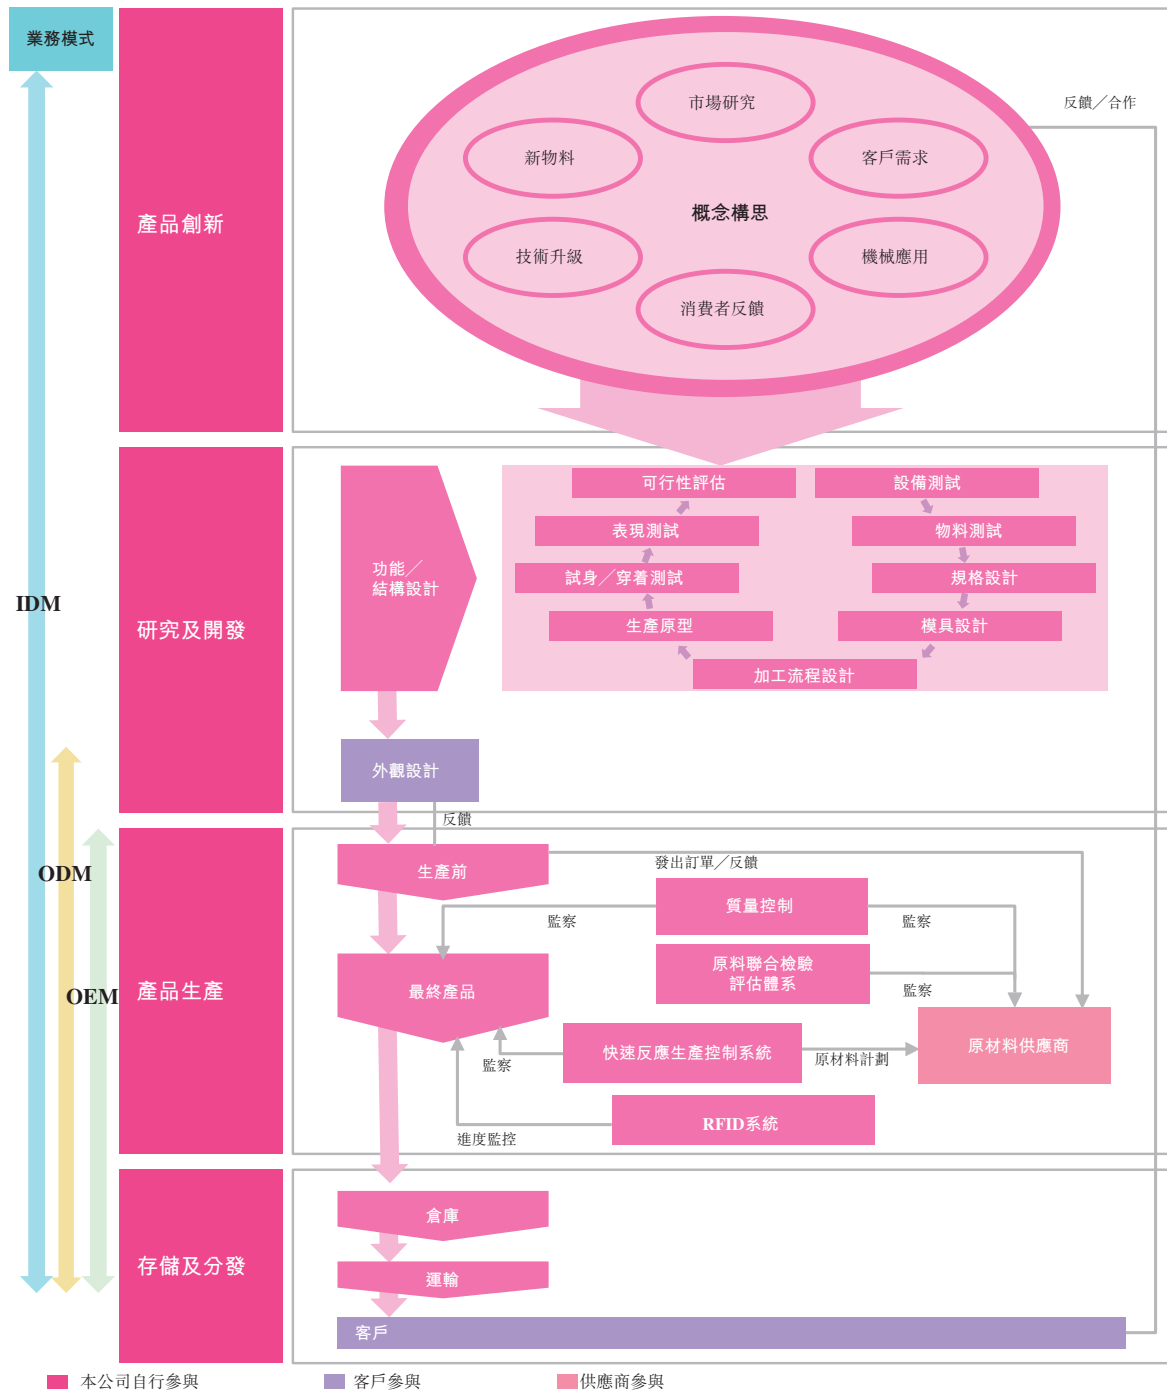 業務模式
產品創新
市場研究
反饋／合作
新物料
客戶需求
概念構思
技術升級
機械應用
消費者反饋
研究及開發
功能／
結構設計
可行性評估
設備測試
表現測試
物料測試
試身／穿着測試
規格設計
生產原型
模具設計
加工流程設計
IDM
外觀設計
反饋
ODM
OEM
產品生產
生產前
發出訂單／反饋
質量控制
監察
監察
原料聯合檢驗
評估體系
監察
最終產品
快速反應生產控制系統
監察
原材料計劃
原材料供應商
RFID系統
進度監控
存儲及分發
倉庫
運輸
客戶
本公司自行參與
客戶參與
供應商參與